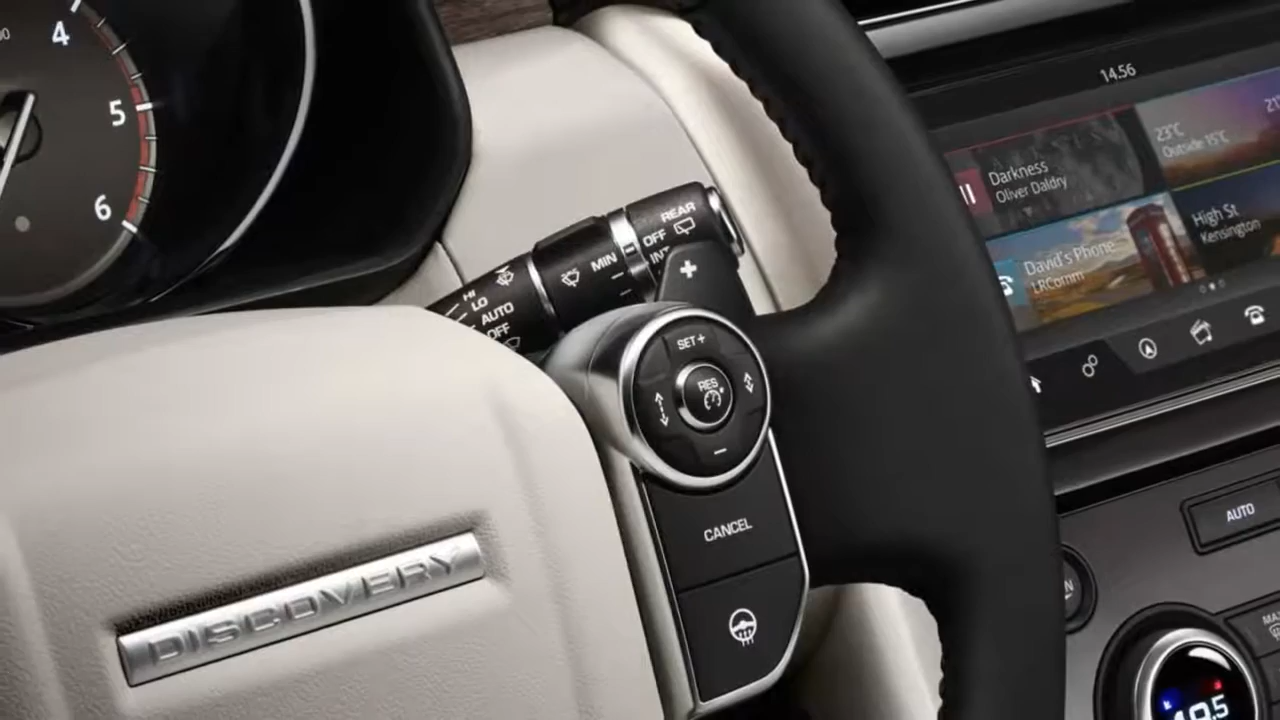 4
5
6
14.56
Darkness
Oliver Daldry
23°C
Outside 15°C
David's Phone
LRComm
High St
Kensington
REAR
OFF
INT
MIN
HI
LO
AUTO
OFF
+
SET +
RES
−
CANCEL
DISCOVERY
AUTO